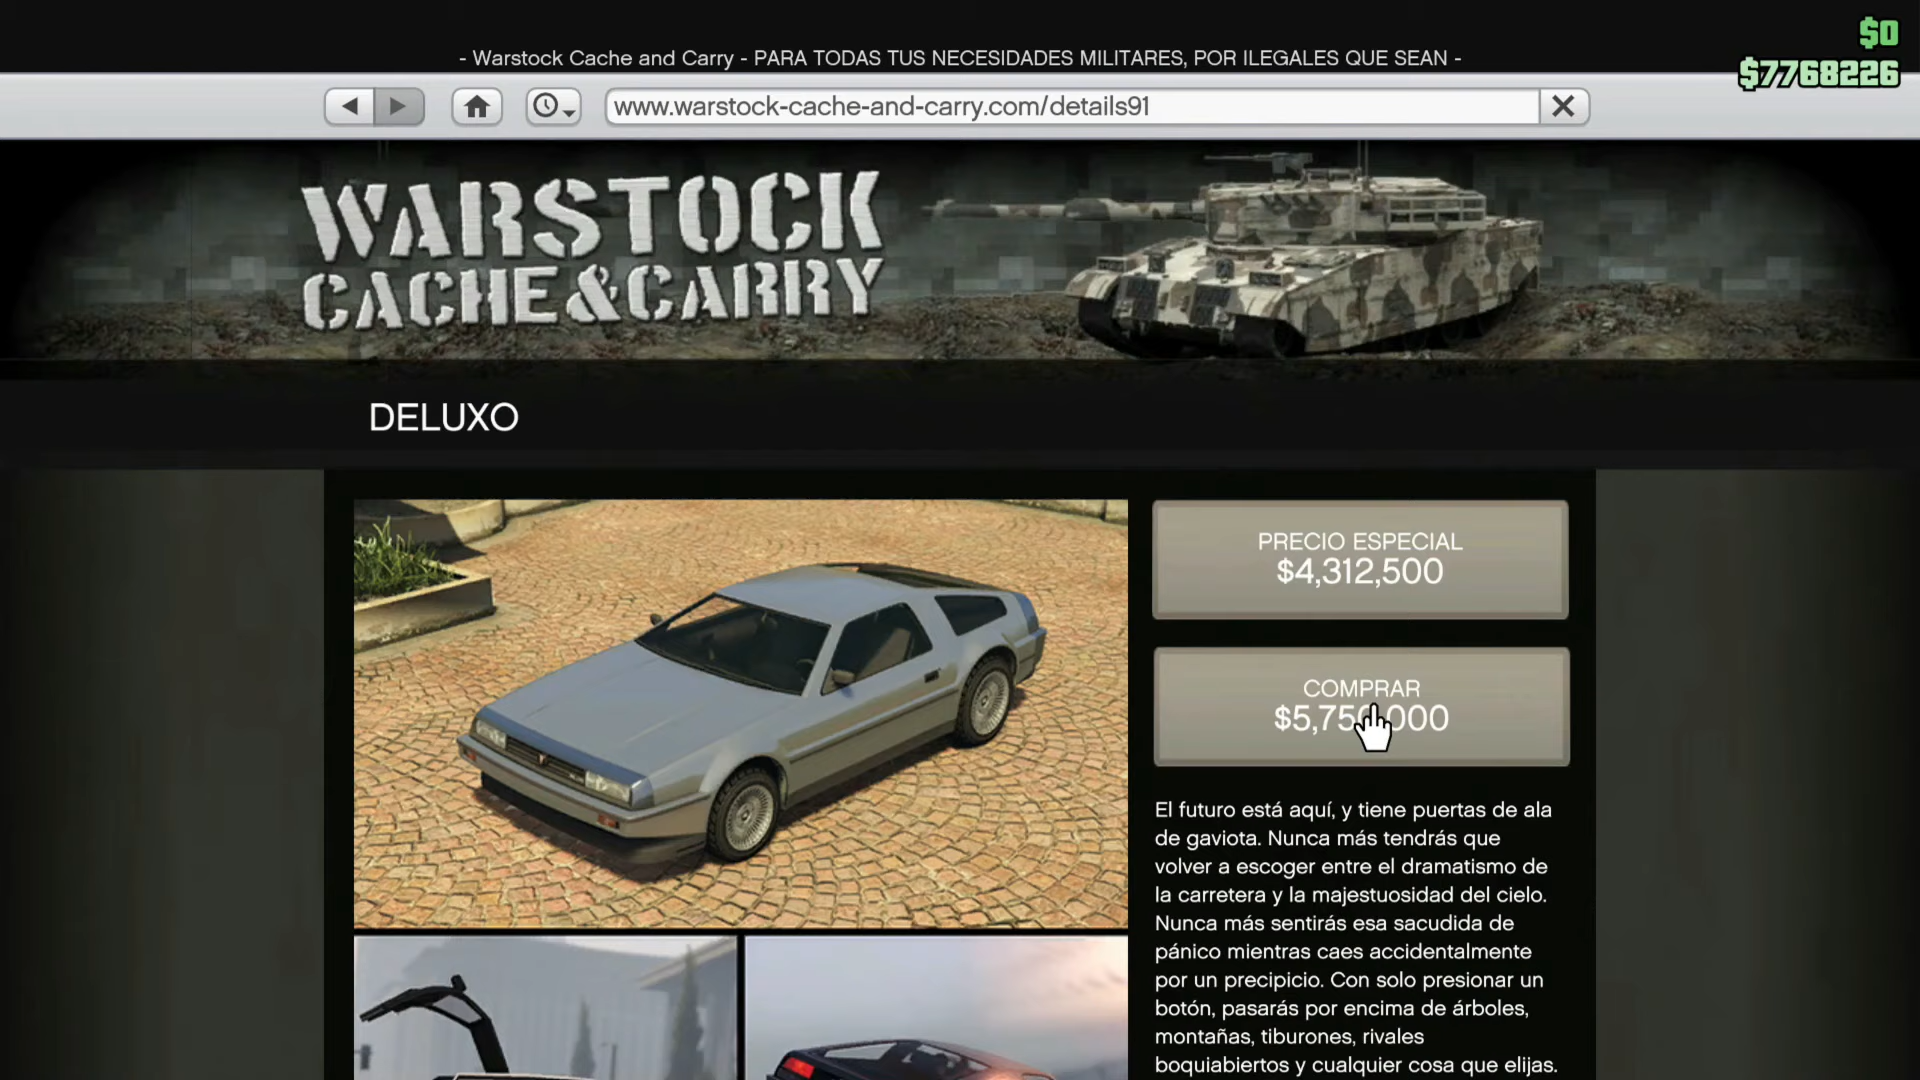 $0
$7768226
- Warstock Cache and Carry - PARA TODAS TUS NECESIDADES MILITARES, POR ILEGALES QUE SEAN -
www.warstock-cache-and-carry.com/details91
WARSTOCK
CACHE & CARRY
DELUXO
PRECIO ESPECIAL
$4,312,500
COMPRAR
El futuro está aquí, y tiene puertas de ala
de gaviota. Nunca más tendrás que
volver a escoger entre el dramatismo de
la carretera y la majestuosidad del cielo.
Nunca más sentirás esa sacudida de
pánico mientras caes accidentalmente
por un precipicio. Con solo presionar un
botón, pasarás por encima de árboles,
montañas, tiburones, rivales
boquiabiertos y cualquier cosa que elijas.